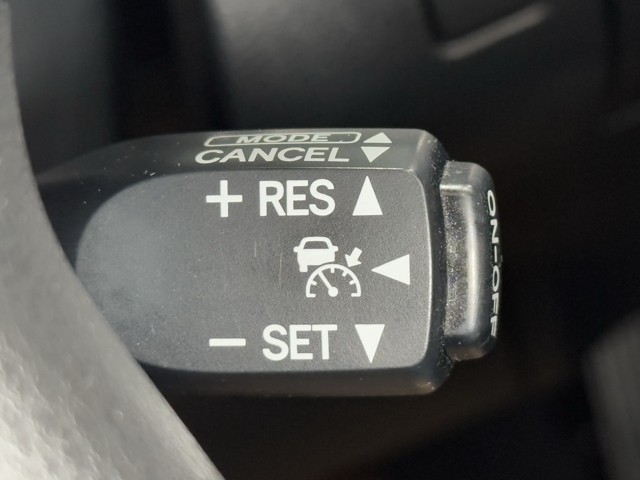 MODE
CANCEL
+ RES
- SET
ON-OFF